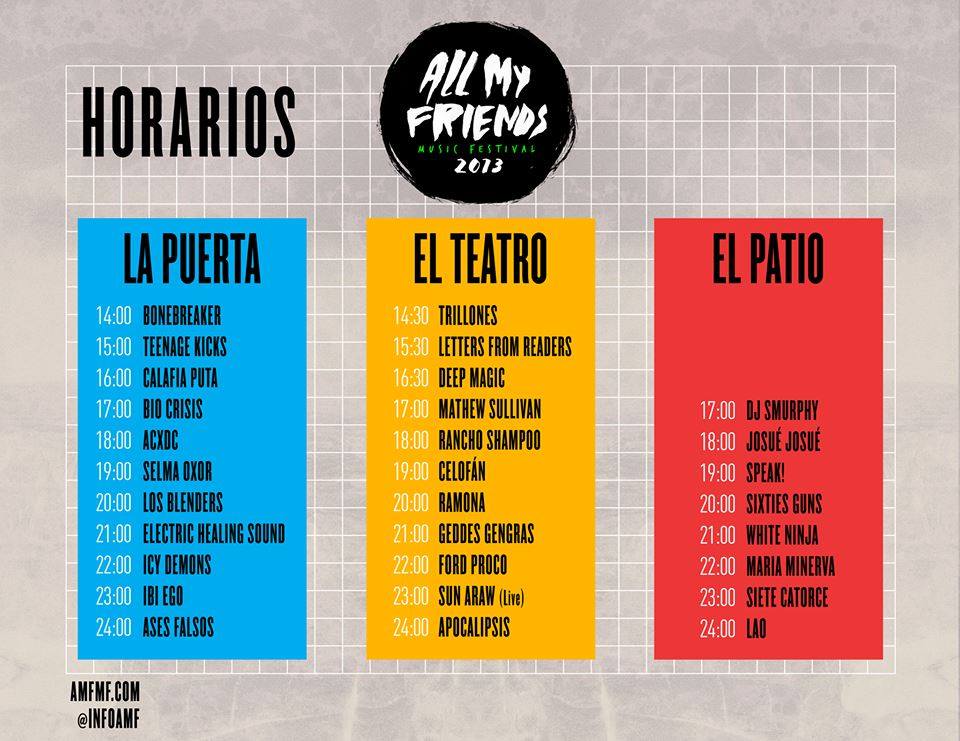 HORARIOS
ALL MY
FRIENDS
MUSIC FESTIVAL
2013
LA PUERTA
14:00 BONEBREAKER
15:00 TEENAGE KICKS
16:00 CALAFIA PUTA
17:00 BIO CRISIS
18:00 ACXDC
19:00 SELMA OXOR
20:00 LOS BLENDERS
21:00 ELECTRIC HEALING SOUND
22:00 ICY DEMONS
23:00 IBI EGO
24:00 ASES FALSOS
EL TEATRO
14:30 TRILLONES
15:30 LETTERS FROM READERS
16:30 DEEP MAGIC
17:00 MATHEW SULLIVAN
18:00 RANCHO SHAMPOO
19:00 CELOFÁN
20:00 RAMONA
21:00 GEDDES GENGRAS
22:00 FORD PROCO
23:00 SUN ARAW (Live)
24:00 APOCALIPSIS
EL PATIO
17:00 DJ SMURPHY
18:00 JOSUÉ JOSUÉ
19:00 SPEAK!
20:00 SIXTIES GUNS
21:00 WHITE NINJA
22:00 MARIA MINERVA
23:00 SIETE CATORCE
24:00 LAO
AMFMF.COM
@INFOAMF